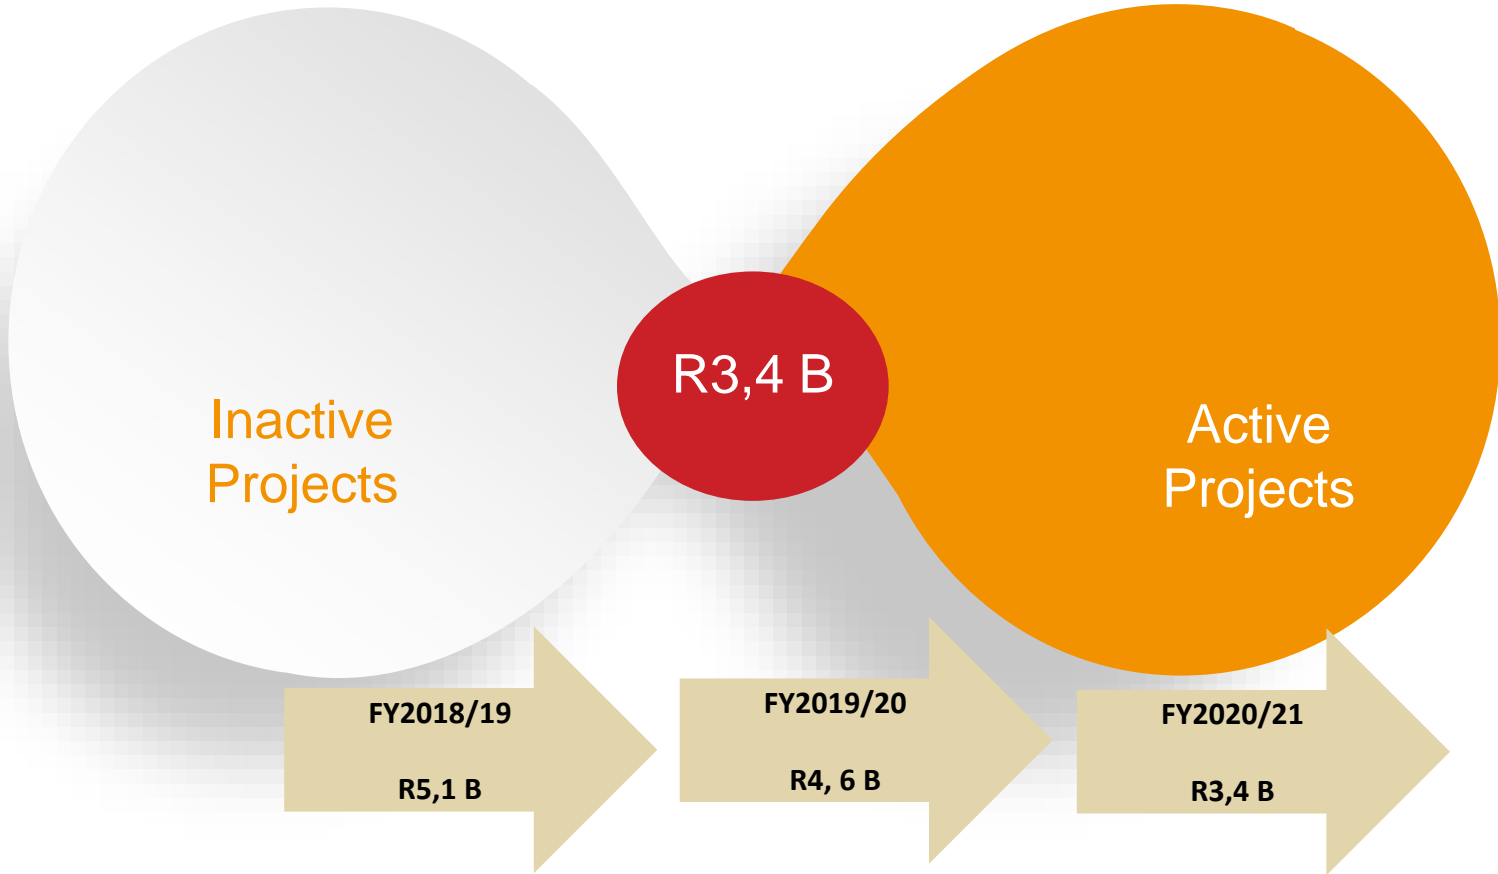 Inactive
Projects
R3,4 B
Active
Projects
FY2018/19
R5,1 B
FY2019/20
R4, 6 B
FY2020/21
R3,4 B